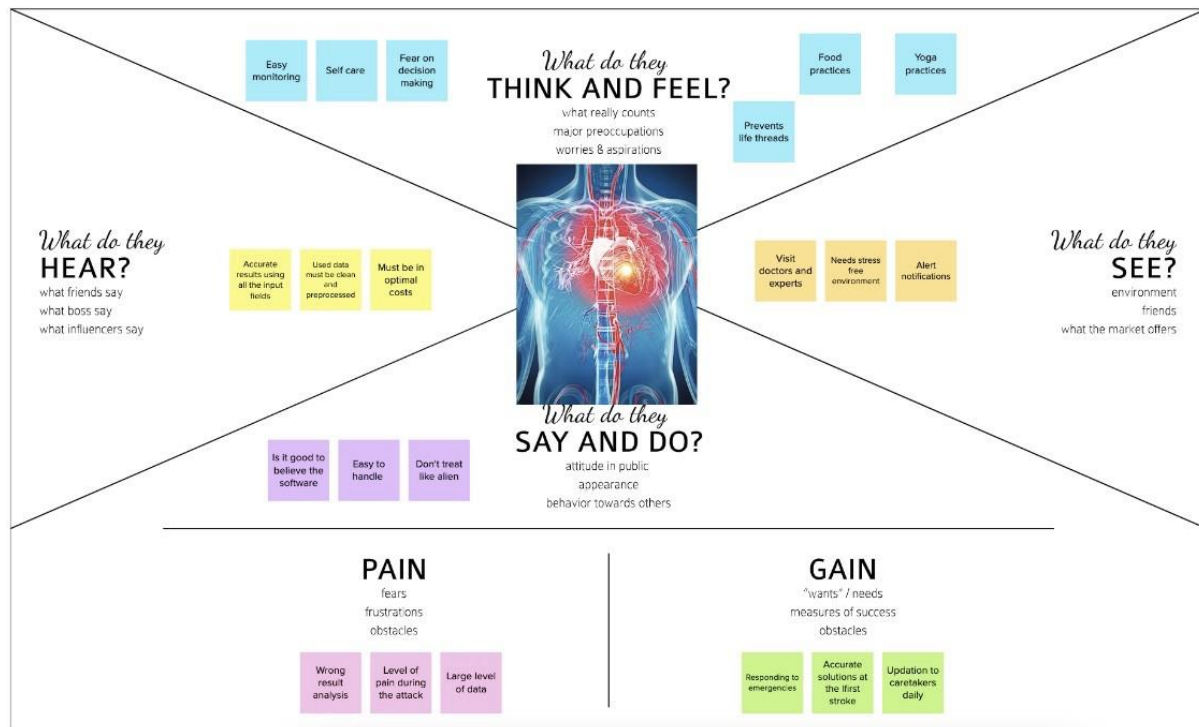 What do they
THINK AND FEEL?
what really counts
major preoccupations
worries & aspirations
Easy
monitoring
Self care
Fear on
decision
making
Food
practices
Yoga
practices
Prevents
life threads
What do they
HEAR?
what friends say
what boss say
what influencers say
Accurate
results using
all the input
fields
Used data
must be clean
and
preprocessed
Must be in
optimal
costs
Visit
doctors and
experts
Needs stress
free
environment
Alert
notifications
What do they
SEE?
environment
friends
what the market offers
What do they
SAY AND DO?
attitude in public
appearance
behavior towards others
Is it good to
believe the
software
Easy to
handle
Don't treat
like alien
PAIN
fears
frustrations
obstacles
Wrong
result
analysis
Level of
pain during
the attack
Large level
of data
GAIN
"wants" / needs
measures of success
obstacles
Responding to
emergencies
Accurate
solutions at
the Ifirst
stroke
Updation to
caretakers
daily